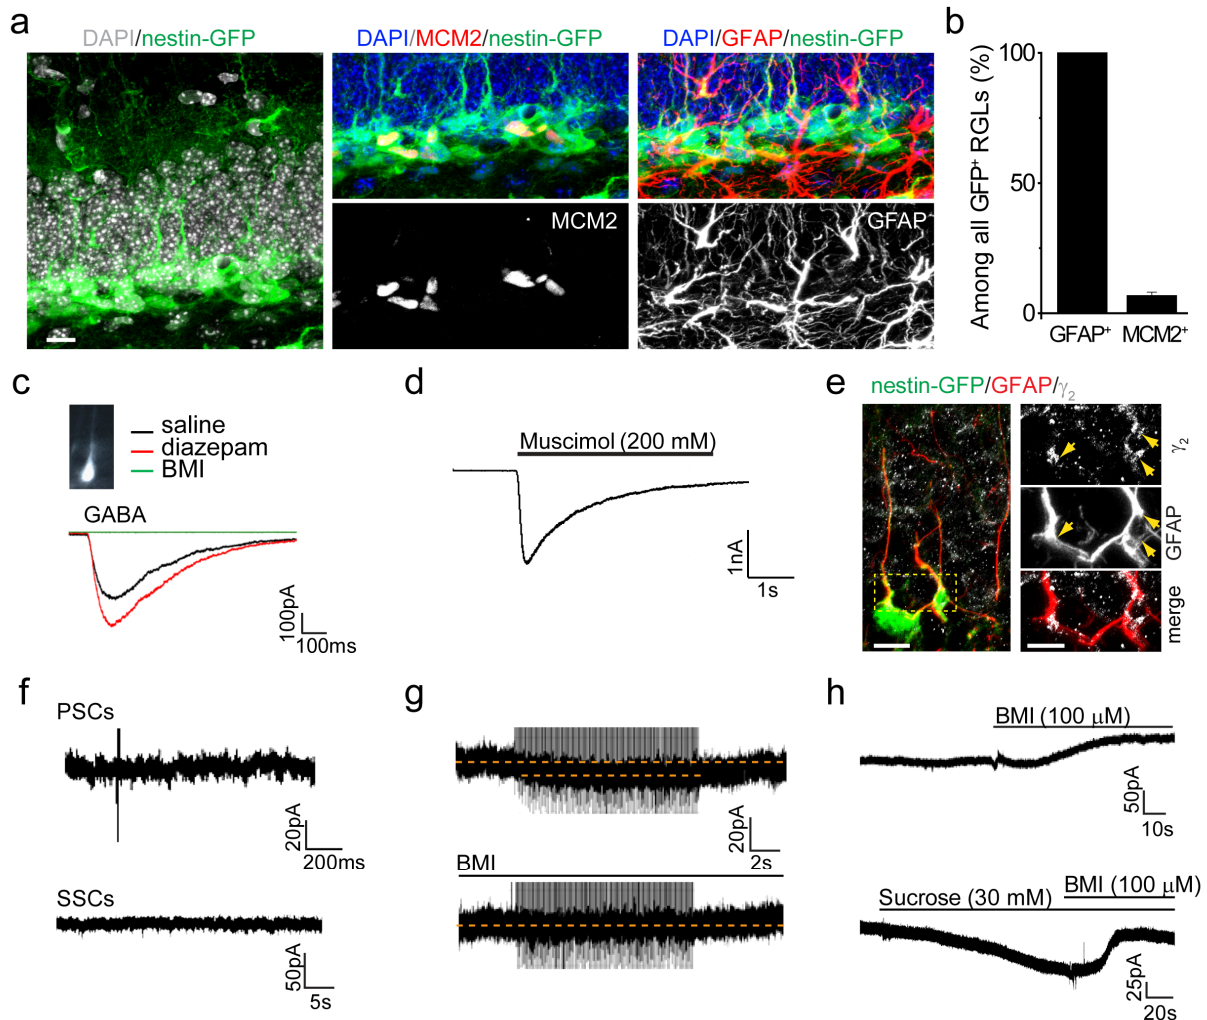 a
DAPI/nestin-GFP
DAPI/MCM2/nestin-GFP
DAPI/GFAP/nestin-GFP
MCM2
GFAP
b
Among all GFP⁺ RGLs (%)
100
50
0
GFAP⁺
MCM2⁺
c
saline
diazepam
BMI
GABA
100pA
100ms
d
Muscimol (200 mM)
1nA
1s
e
nestin-GFP/GFAP/γ₂
γ₂
GFAP
merge
f
PSCs
20pA
200ms
SSCs
50pA
5s
g
20pA
2s
BMI
h
BMI (100 μM)
50pA
10s
BMI (100 μM)
Sucrose (30 mM)
25pA
20s